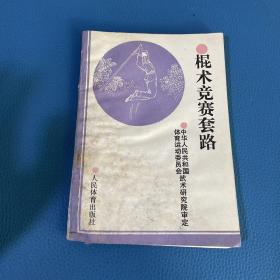 棍术竞赛套路
中华人民共和国
体育运动委员会
武术研究院审定
人民体育出版社